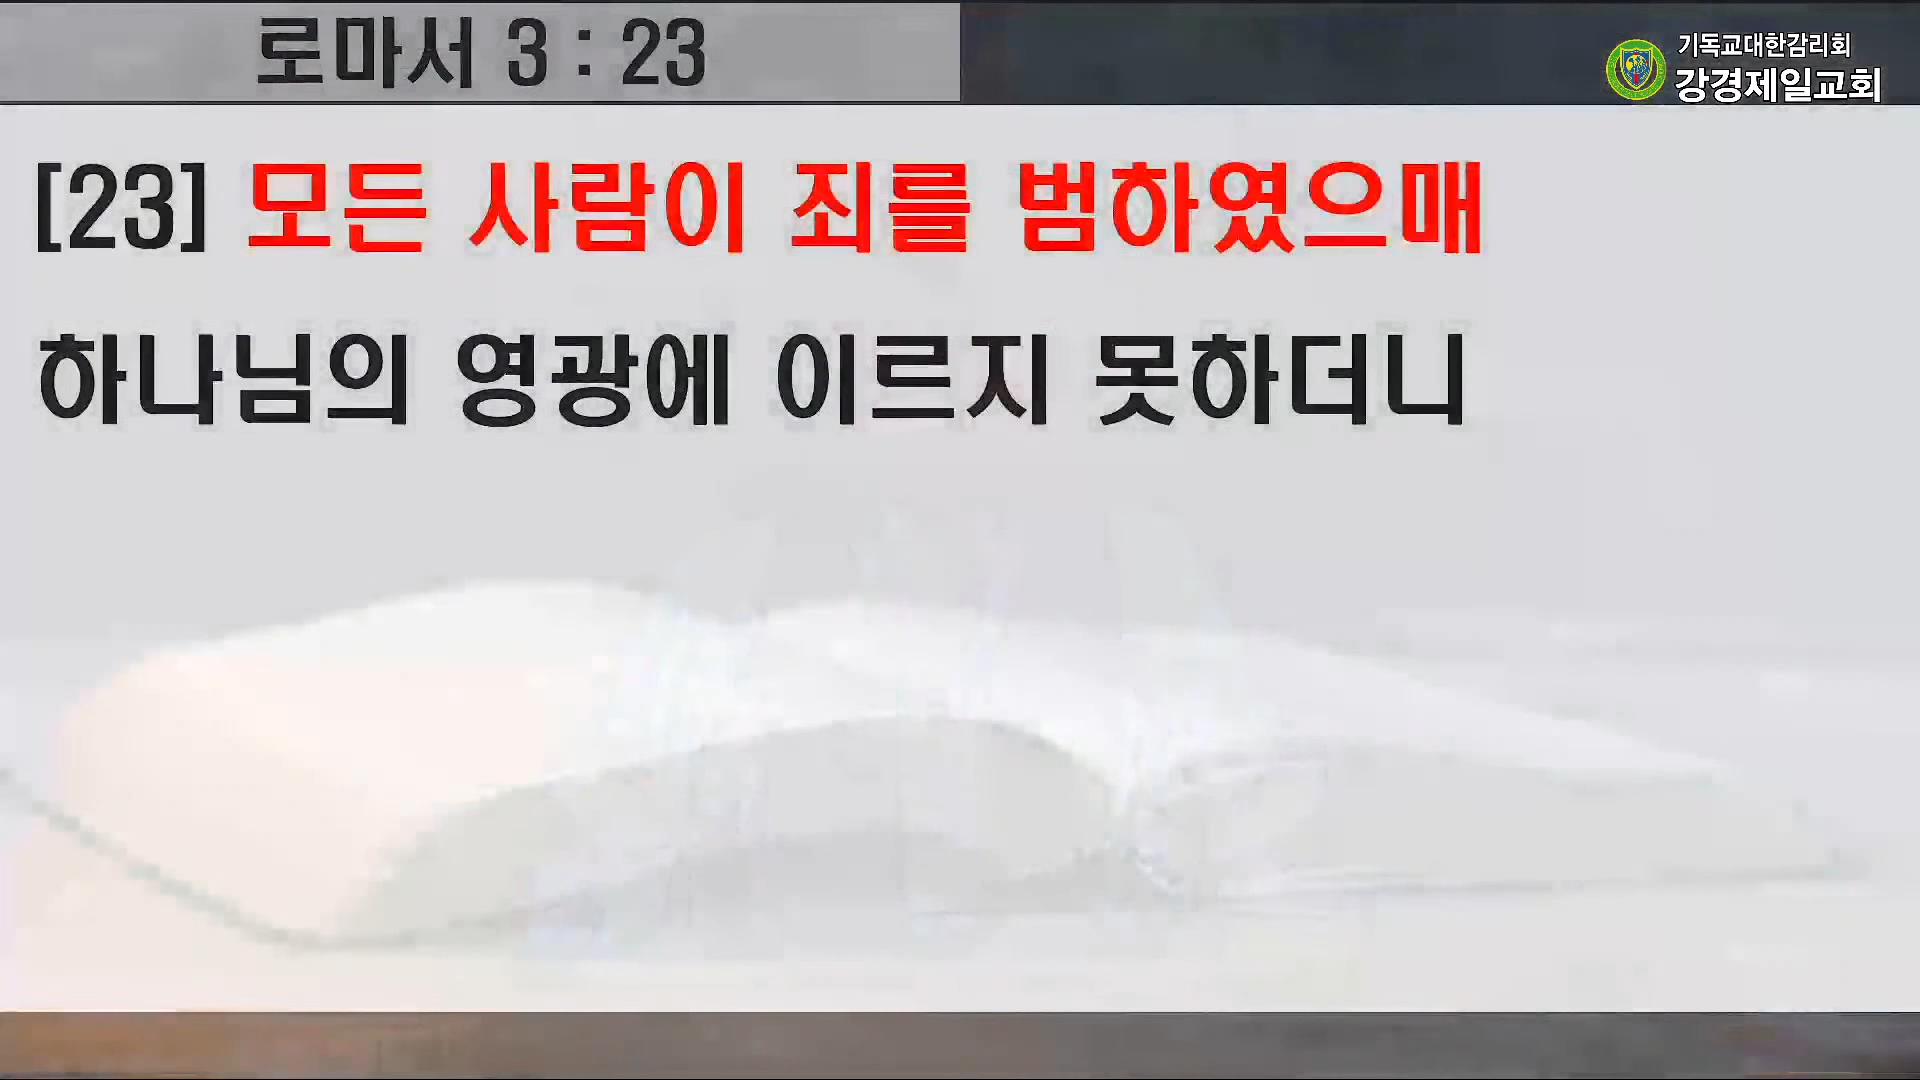 로마서 3 : 23
기독교대한감리회
강경제일교회
[23] 모든 사람이 죄를 범하였으매
하나님의 영광에 이르지 못하더니